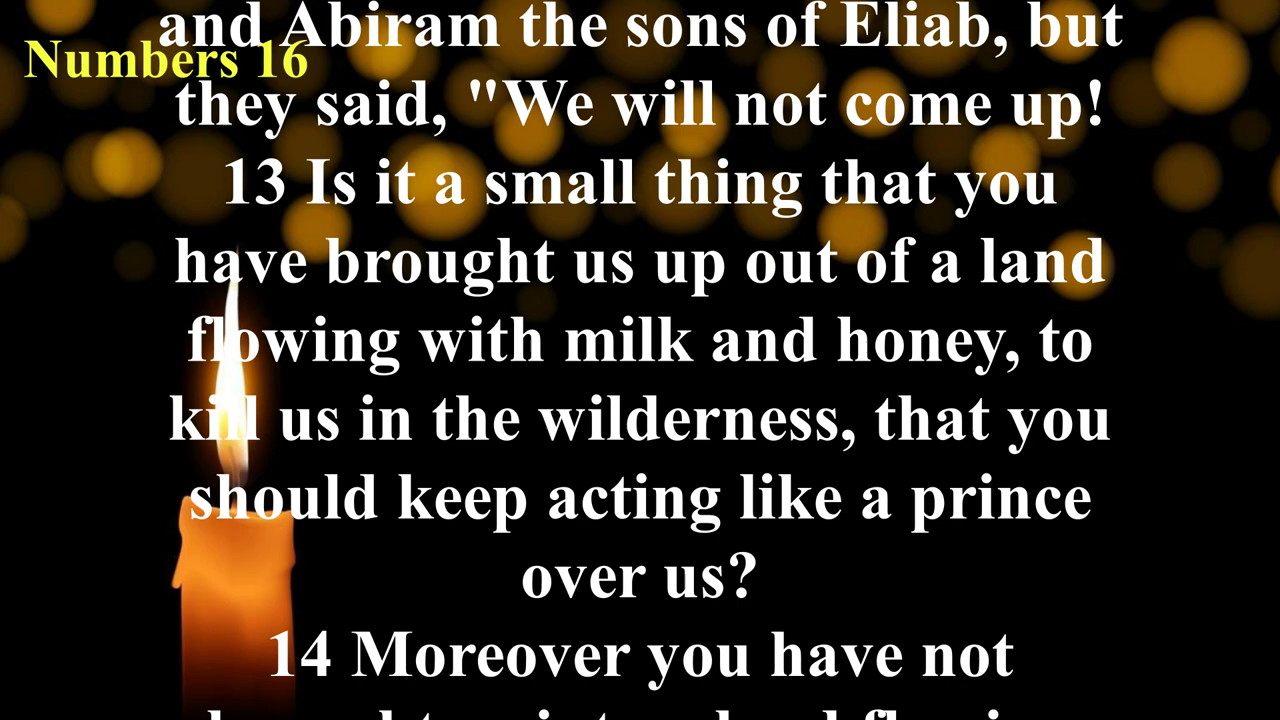 Numbers 16
and Abiram the sons of Eliab, but
they said, "We will not come up!
13 Is it a small thing that you
have brought us up out of a land
flowing with milk and honey, to
kill us in the wilderness, that you
should keep acting like a prince
over us?
14 Moreover you have not